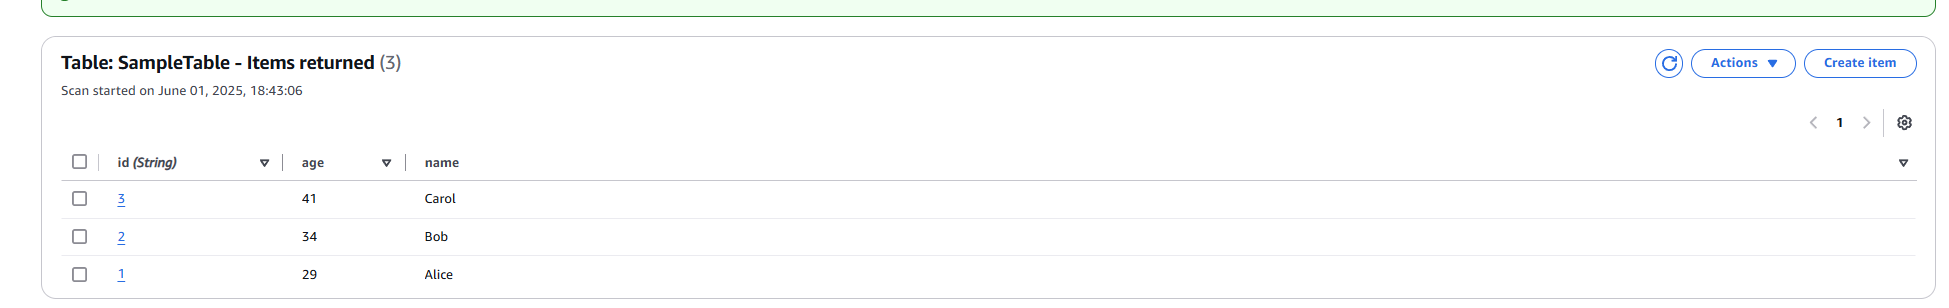 Table: SampleTable - Items returned (3)
Actions
Create item
Scan started on June 01, 2025, 18:43:06
1
id (String) age name
3 41 Carol
2 34 Bob
1 29 Alice